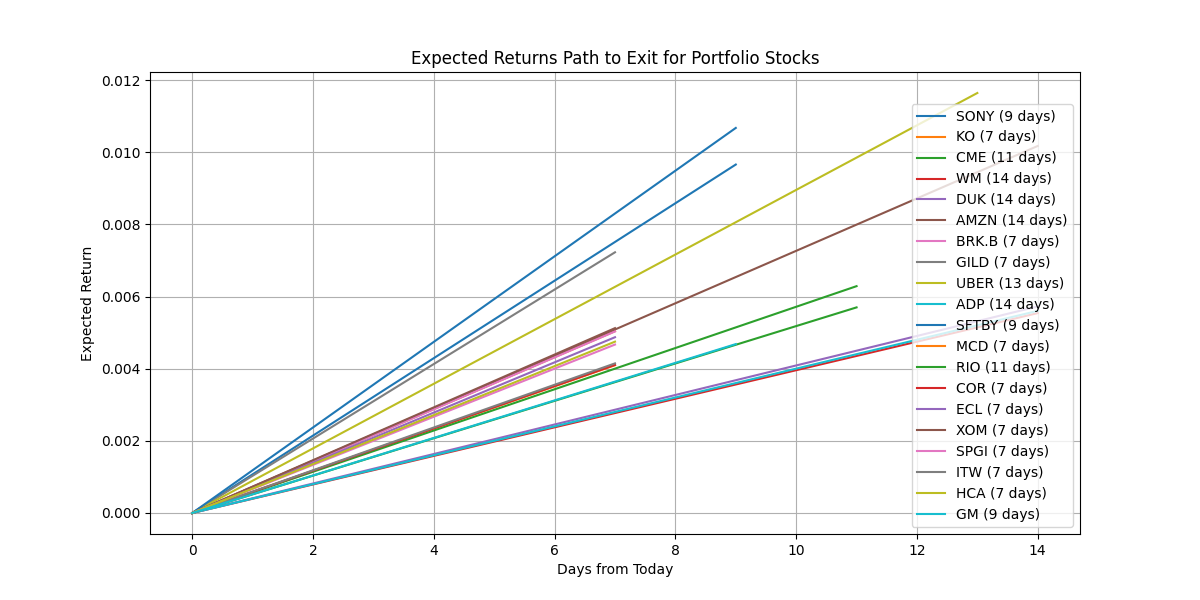 Expected Returns Path to Exit for Portfolio Stocks
Expected Return
0.012
0.010
0.008
0.006
0.004
0.002
0.000
SONY (9 days)
KO (7 days)
CME (11 days)
WM (14 days)
DUK (14 days)
AMZN (14 days)
BRK.B (7 days)
GILD (7 days)
UBER (13 days)
ADP (14 days)
SFTBY (9 days)
MCD (7 days)
RIO (11 days)
COR (7 days)
ECL (7 days)
XOM (7 days)
SPGI (7 days)
ITW (7 days)
HCA (7 days)
GM (9 days)
0 2 4 6 8 10 12 14
Days from Today